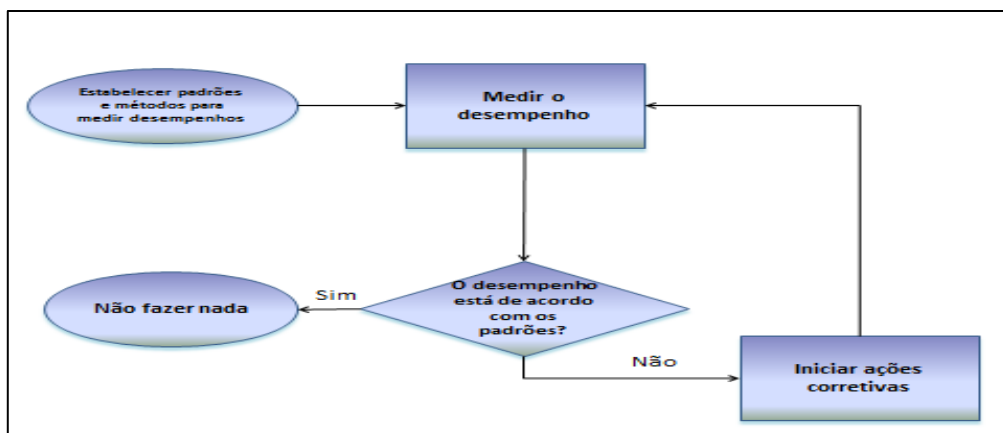 Estabelecer padrões
e métodos para
medir desempenhos
Medir o
desempenho
O desempenho
está de acordo
com os
padrões?
Sim
Não fazer nada
Não
Iniciar ações
corretivas